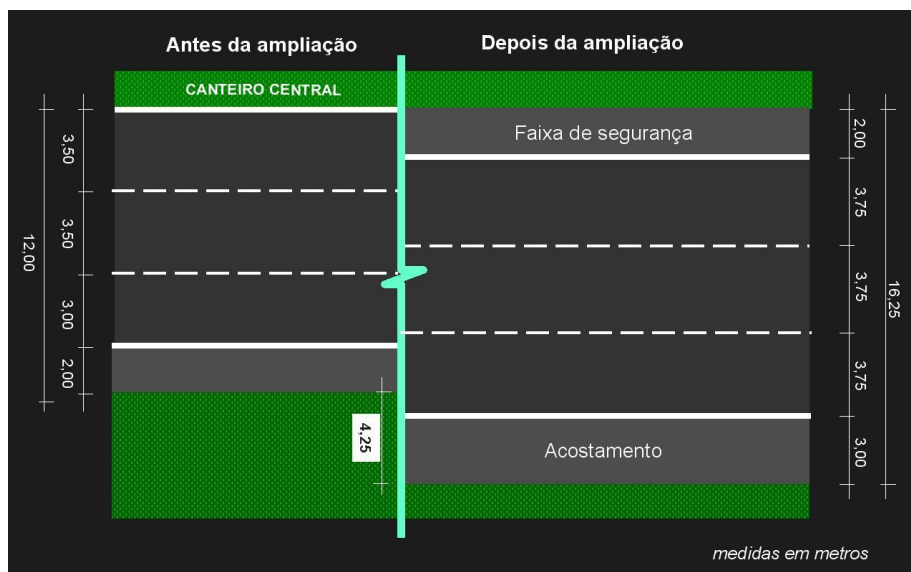 Antes da ampliação
Depois da ampliação
CANTEIRO CENTRAL
Faixa de segurança
3,50
3,50
3,00
2,00
12,00
4,25
2,00
3,75
3,75
3,75
3,00
16,25
Acostamento
medidas em metros